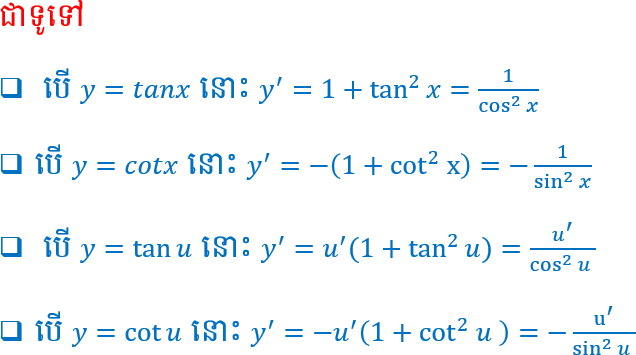 ជាទូទៅ
❑ បើ y = tanx នោះ y′ = 1 + tan² x = 1/cos² x
❑ បើ y = cotx នោះ y′ = −(1 + cot² x) = −1/sin² x
❑ បើ y = tan u នោះ y′ = u′(1 + tan² u) = u′/cos² u
❑ បើ y = cot u នោះ y′ = −u′(1 + cot² u ) = −u′/sin² u